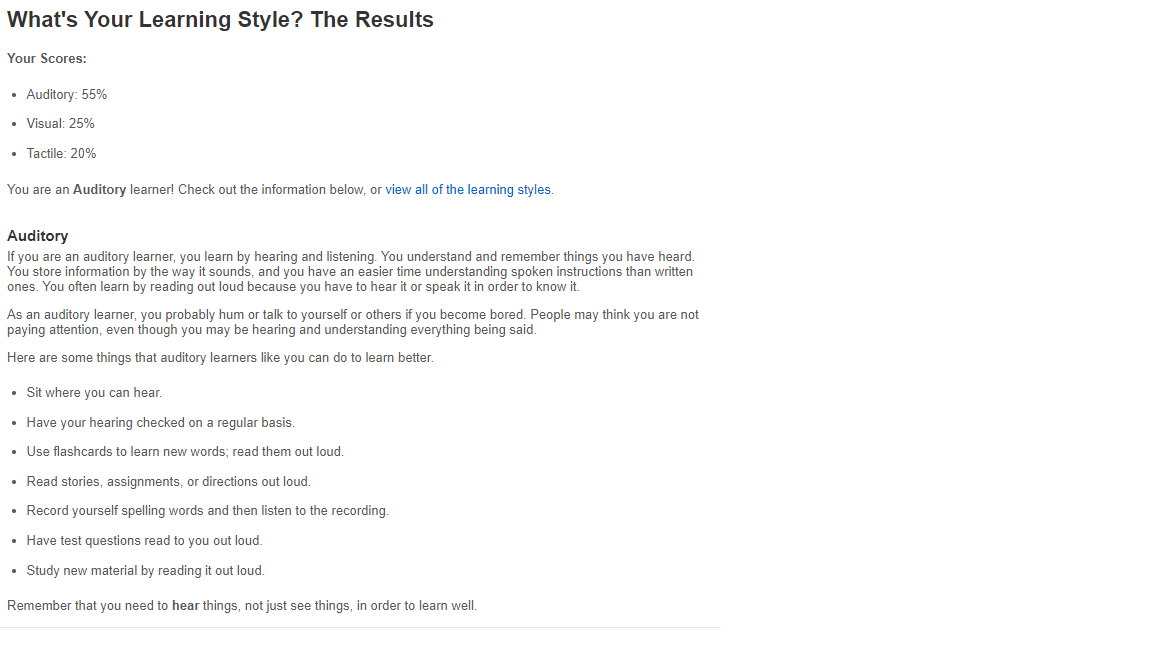 What's Your Learning Style? The Results
Your Scores:
• Auditory: 55%
• Visual: 25%
• Tactile: 20%
You are an Auditory learner! Check out the information below, or view all of the learning styles.
Auditory
If you are an auditory learner, you learn by hearing and listening. You understand and remember things you have heard.
You store information by the way it sounds, and you have an easier time understanding spoken instructions than written
ones. You often learn by reading out loud because you have to hear it or speak it in order to know it.
As an auditory learner, you probably hum or talk to yourself or others if you become bored. People may think you are not
paying attention, even though you may be hearing and understanding everything being said.
Here are some things that auditory learners like you can do to learn better.
• Sit where you can hear.
• Have your hearing checked on a regular basis.
• Use flashcards to learn new words; read them out loud.
• Read stories, assignments, or directions out loud.
• Record yourself spelling words and then listen to the recording.
• Have test questions read to you out loud.
• Study new material by reading it out loud.
Remember that you need to hear things, not just see things, in order to learn well.